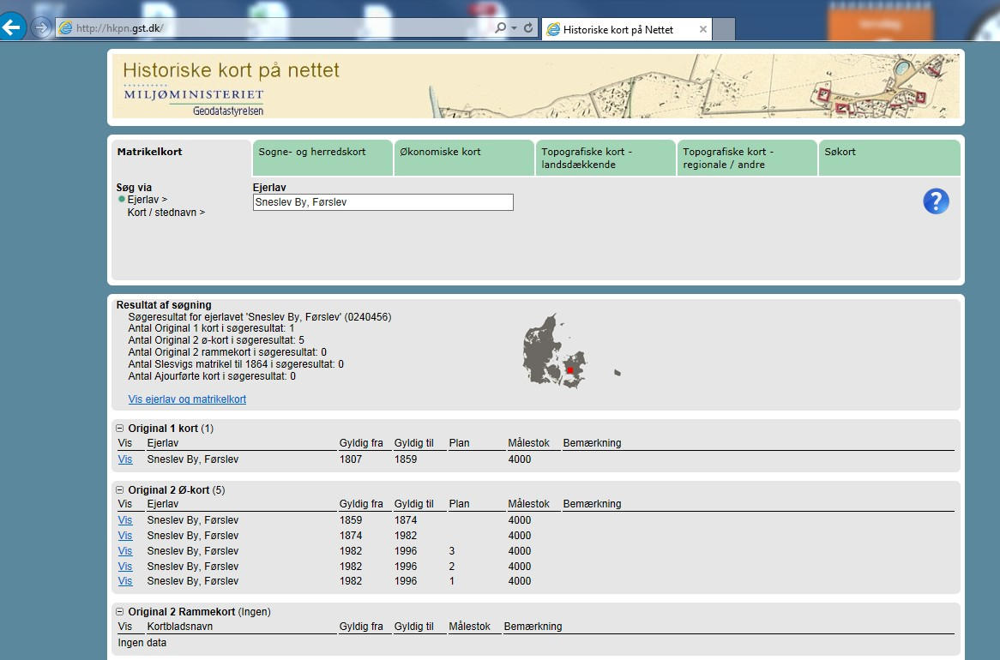 http://hkpn.gst.dk/
Historiske kort på Nettet
Historiske kort på nettet
MILJØMINISTERIET
Geodatastyrelsen
Matrikelkort
Sogne- og herredskort
Økonomiske kort
Topografiske kort - landsdækkende
Topografiske kort - regionale / andre
Søkort
Søg via
Ejerlav >
Kort / stednavn >
Ejerlav
Sneslev By, Førslev
?
Resultat af søgning
Søgeresultat for ejerlavet 'Sneslev By, Førslev' (0240456)
Antal Original 1 kort i søgeresultat: 1
Antal Original 2 ø-kort i søgeresultat: 5
Antal Original 2 rammekort i søgeresultat: 0
Antal Slesvigs matrikel til 1864 i søgeresultat: 0
Antal Ajourførte kort i søgeresultat: 0
Vis ejerlav og matrikelkort
Original 1 kort (1)
Vis Ejerlav Gyldig fra Gyldig til Plan Målestok Bemærkning
Vis Sneslev By, Førslev 1807 1859 4000
Original 2 Ø-kort (5)
Vis Ejerlav Gyldig fra Gyldig til Plan Målestok Bemærkning
Vis Sneslev By, Førslev 1859 1874 4000
Vis Sneslev By, Førslev 1874 1982 4000
Vis Sneslev By, Førslev 1982 1996 3 4000
Vis Sneslev By, Førslev 1982 1996 2 4000
Vis Sneslev By, Førslev 1982 1996 1 4000
Original 2 Rammekort (Ingen)
Vis Kortbladsnavn Gyldig fra Gyldig til Målestok Bemærkning
Ingen data